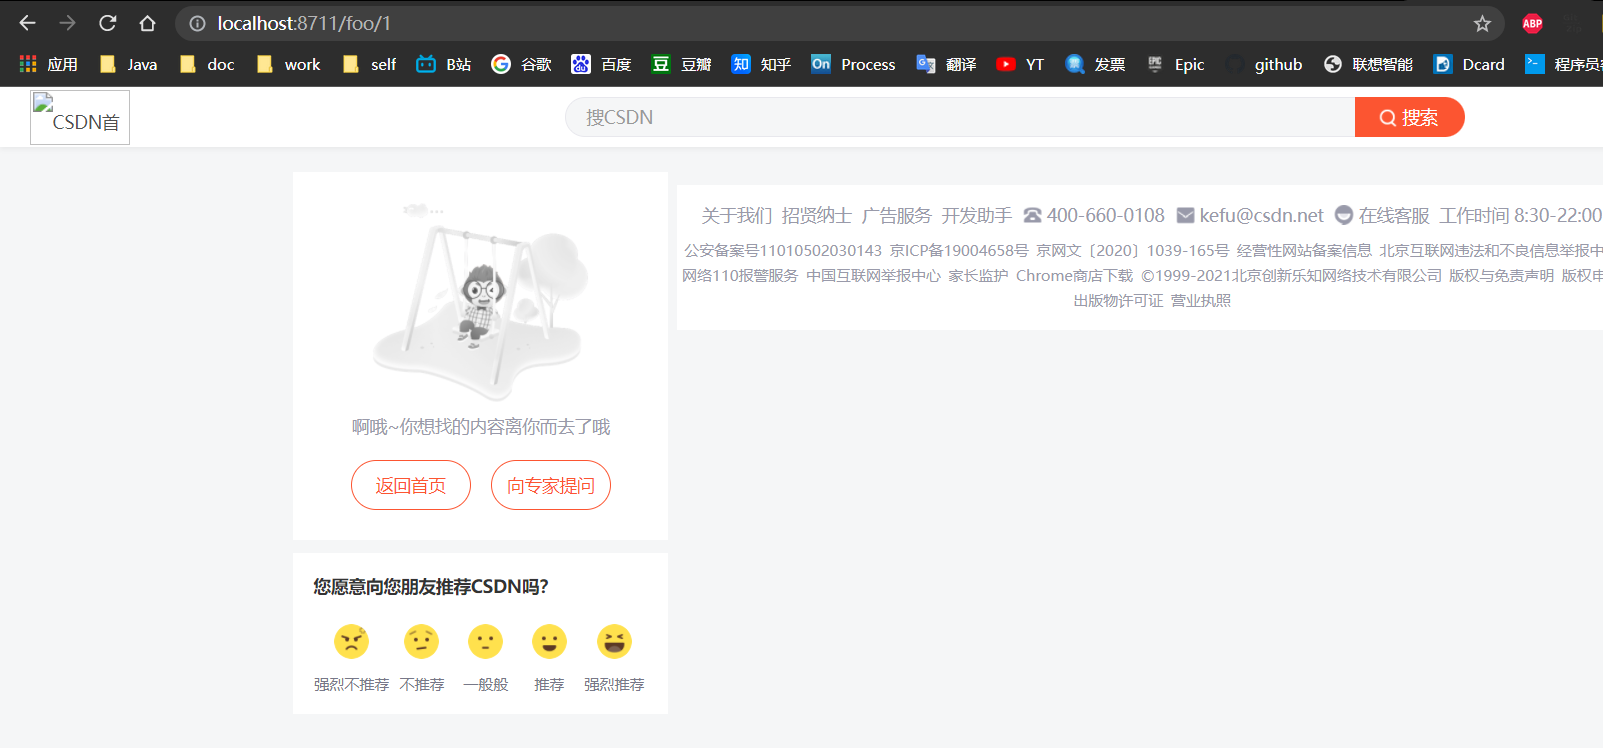 localhost:8711/foo/1
ABP
应用 Java doc work self B站 谷歌 百度 豆 豆瓣 知 知乎 On Process 翻译 YT 发票 EPIC Epic github 联想智能 Dcard 程序员
CSDN首
搜CSDN
搜索
关于我们 招贤纳士 广告服务 开发助手 400-660-0108 kefu@csdn.net 在线客服 工作时间 8:30-22:00
公安备案号11010502030143 京ICP备19004658号 京网文〔2020〕1039-165号 经营性网站备案信息 北京互联网违法和不良信息举报中
网络110报警服务 中国互联网举报中心 家长监护 Chrome商店下载 ©1999-2021北京创新乐知网络技术有限公司 版权与免责声明 版权申
出版物许可证 营业执照
啊哦~你想找的内容离你而去了哦
返回首页
向专家提问
您愿意向您朋友推荐CSDN吗?
强烈不推荐 不推荐 一般般 推荐 强烈推荐